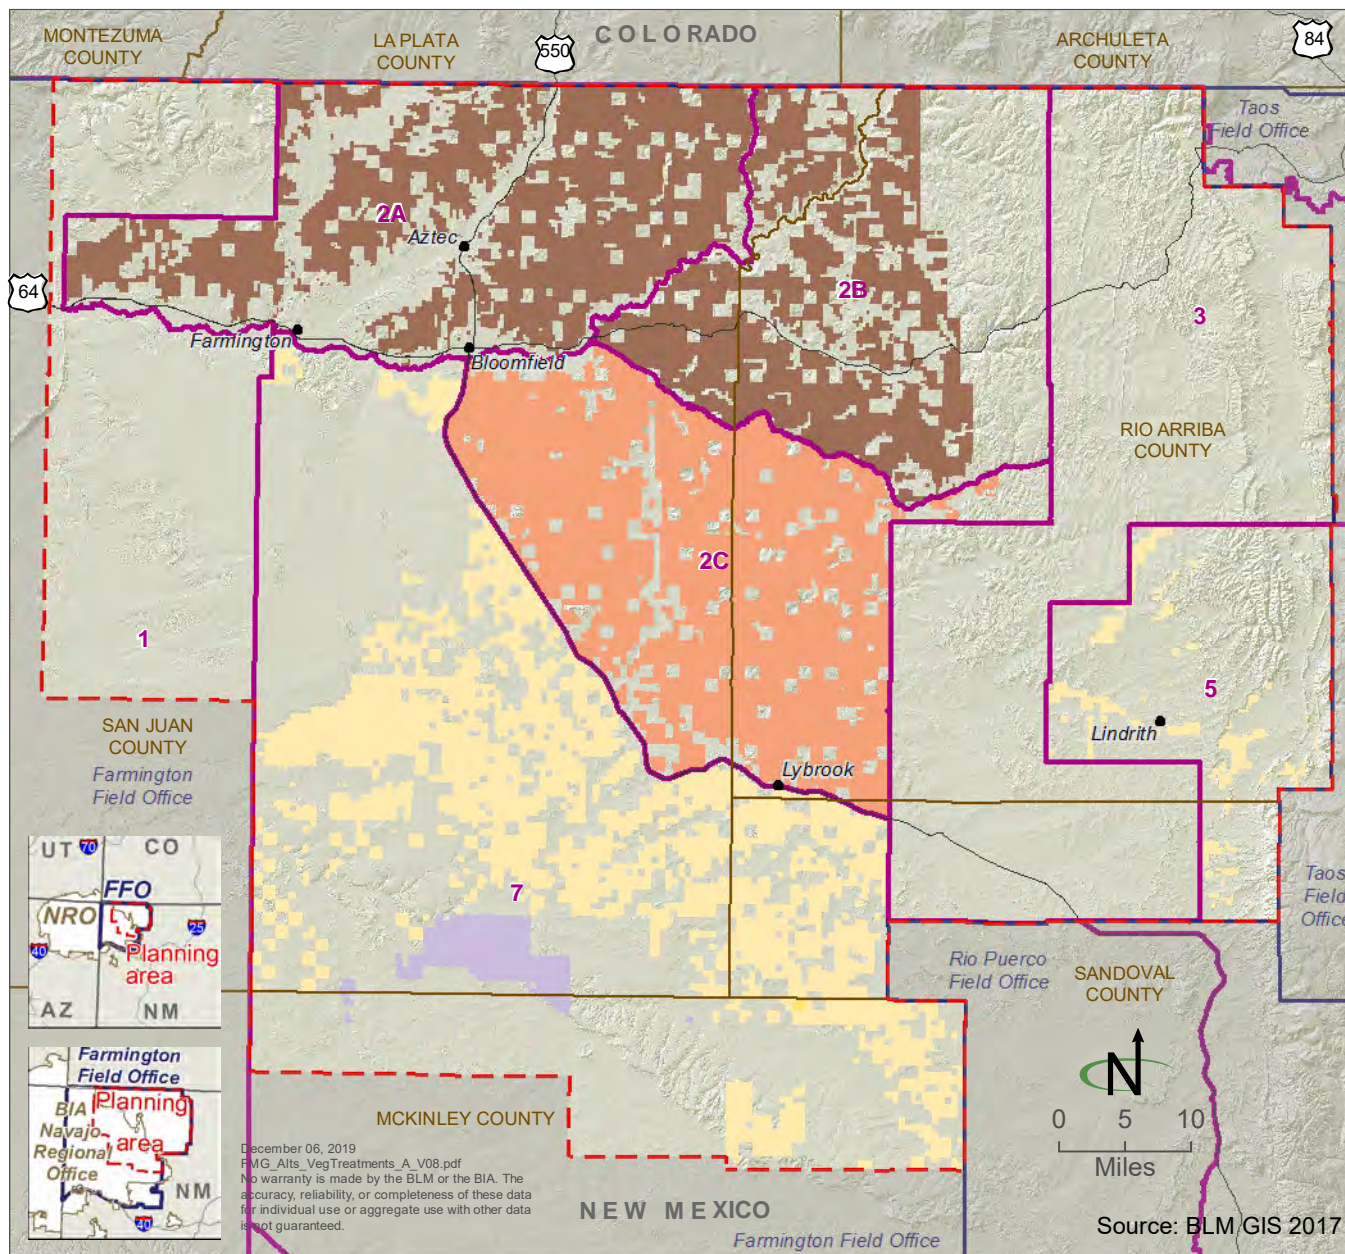 MONTEZUMA
COUNTY
LA PLATA
COUNTY
550
COLORADO
ARCHULETA
COUNTY
84
Taos
Field Office
2A
Aztec
64
2B
3
Farmington
Bloomfield
RIO ARRIBA
COUNTY
2C
1
5
Lindrith
SAN JUAN
COUNTY
Farmington
Field Office
Lybrook
7
UT
70
CO
FFO
NRO
25
40
Planning
area
AZ
NM
Taos
Field
Office
Rio Puerco
Field Office
SANDOVAL
COUNTY
N
0 5 10
Miles
Farmington
Field Office
Planning
area
BIA
Navajo
Regional
Office
NM
40
MCKINLEY COUNTY
December 06, 2019
FMG_Alts_VegTreatments_A_V08.pdf
No warranty is made by the BLM or the BIA. The
accuracy, reliability, or completeness of these data
for individual use or aggregate use with other data
is not guaranteed.
NEW MEXICO
Farmington Field Office
Source: BLM GIS 2017